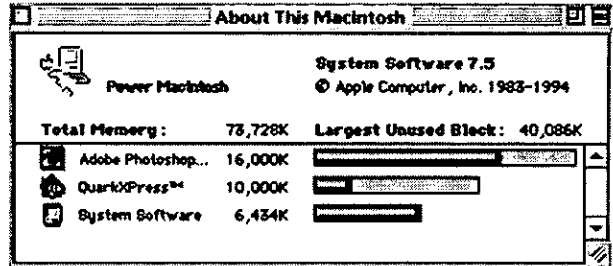 About This Macintosh
System Software 7.5
Power Macintosh
© Apple Computer, Inc. 1983-1994
Total Memory: 73,728K Largest Unused Block: 40,086K
Adobe Photoshop... 16,000K
QuarkXPress™ 10,000K
System Software 6,434K